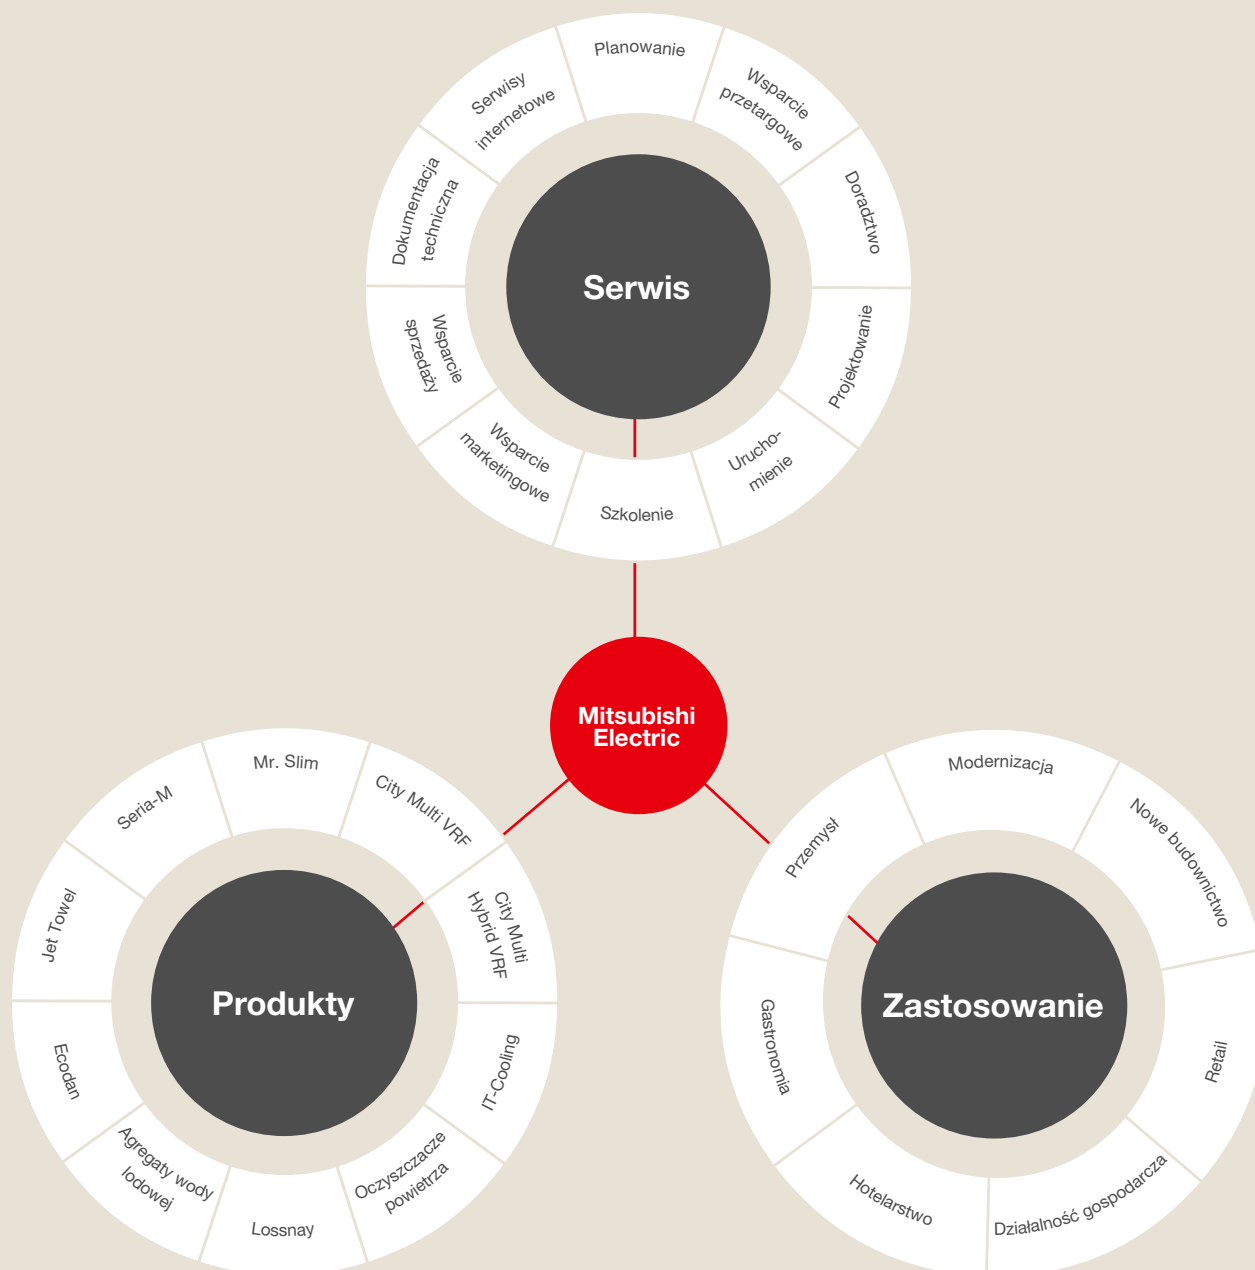 Planowanie
Wsparcie
przetargowe
Doradztwo
Projektowanie
Urucho-
mienie
Szkolenie
Wsparcie
marketingowe
Wsparcie
sprzedaży
Dokumentacja
techniczna
Serwisy
internetowe
Serwis
Mitsubishi
Electric
Mr. Slim
City Multi VRF
City Multi
Hybrid VRF
IT-Cooling
Oczyszczacze
powietrza
Lossnay
Agregaty wody
lodowej
Ecodan
Jet Towel
Seria-M
Produkty
Modernizacja
Nowe budownictwo
Retail
Działalność gospodarcza
Hotelarstwo
Gastronomia
Przemysł
Zastosowanie